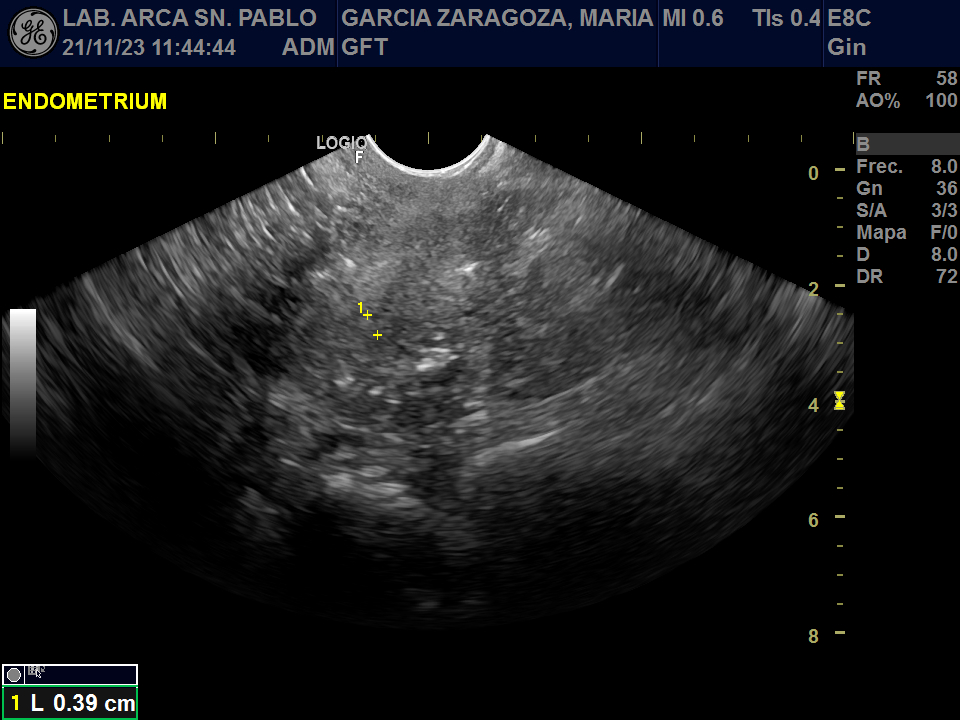 LAB. ARCA SN. PABLO
GARCIA ZARAGOZA, MARIA
MI 0.6 TIs 0.4
E8C
21/11/23 11:44:44 ADM
GFT
Gin
ENDOMETRIUM
FR 58
AO% 100
LOGIQ
F
B
Frec. 8.0
Gn 36
S/A 3/3
Mapa F/0
D 8.0
DR 72
0
2
4
6
8
1
1 L 0.39 cm